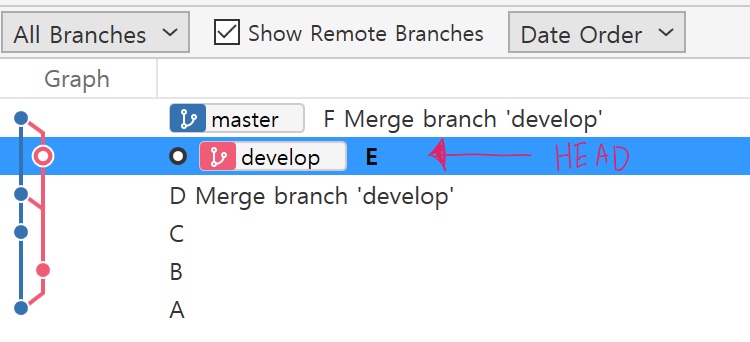 All Branches Show Remote Branches Date Order
Graph
master F Merge branch 'develop'
develop E HEAD
D Merge branch 'develop'
C
B
A